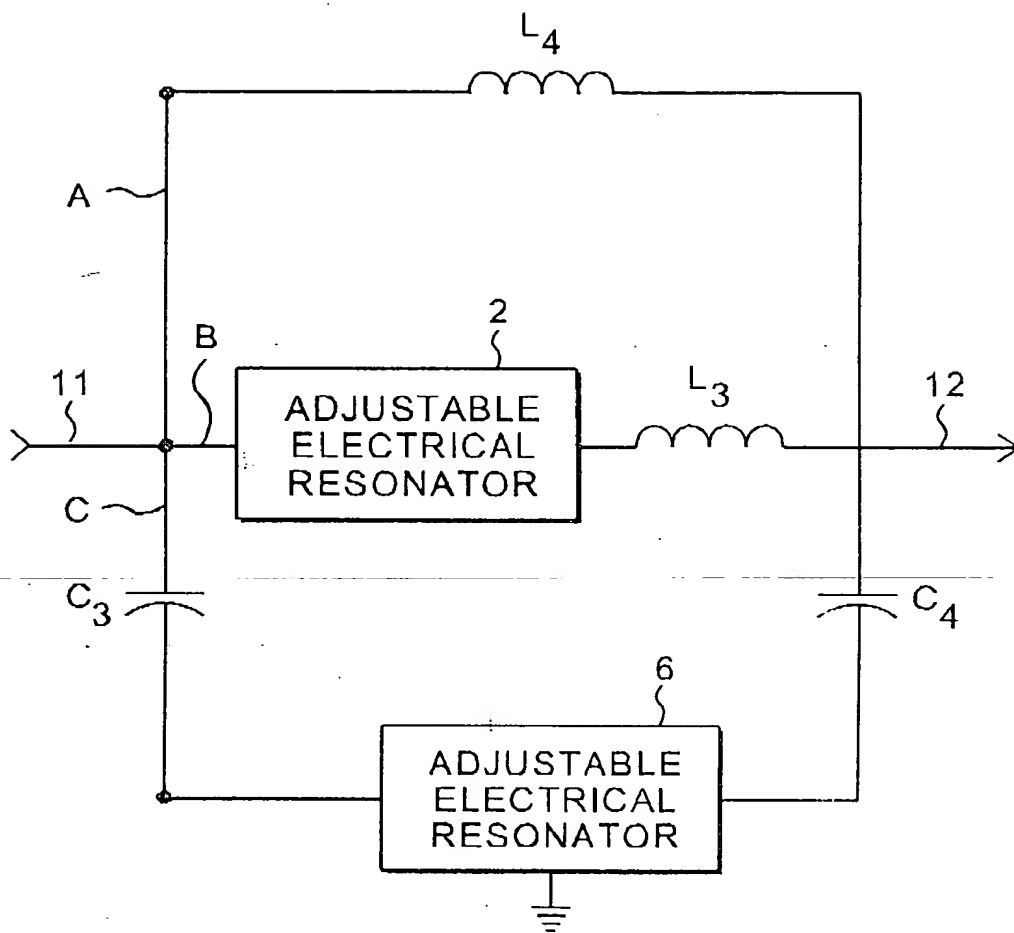 L4
A
2
B
L3
11
12
ADJUSTABLE
ELECTRICAL
RESONATOR
C
C3
C4
6
ADJUSTABLE
ELECTRICAL
RESONATOR